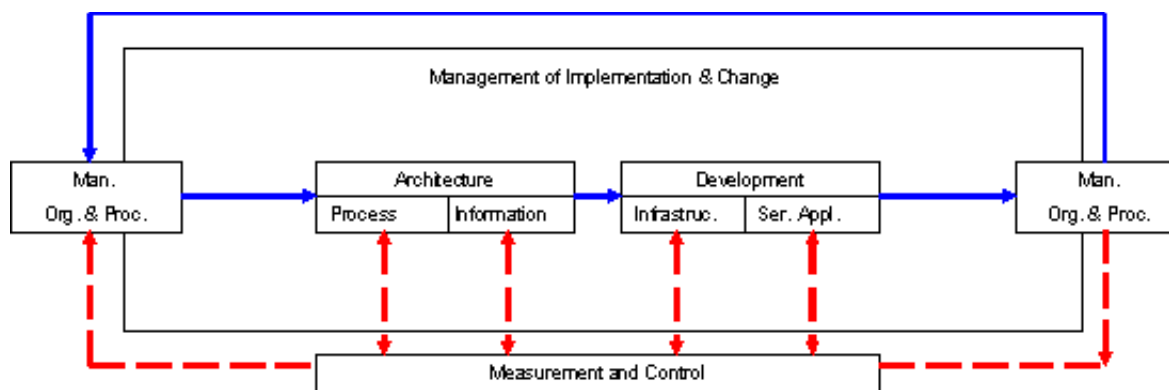 Management of Implementation & Change
Man.
Org. & Proc.
Architecture
Process
Information
Development
Infrastruc.
Ser. Appl.
Man.
Org. & Proc.
Measurement and Control